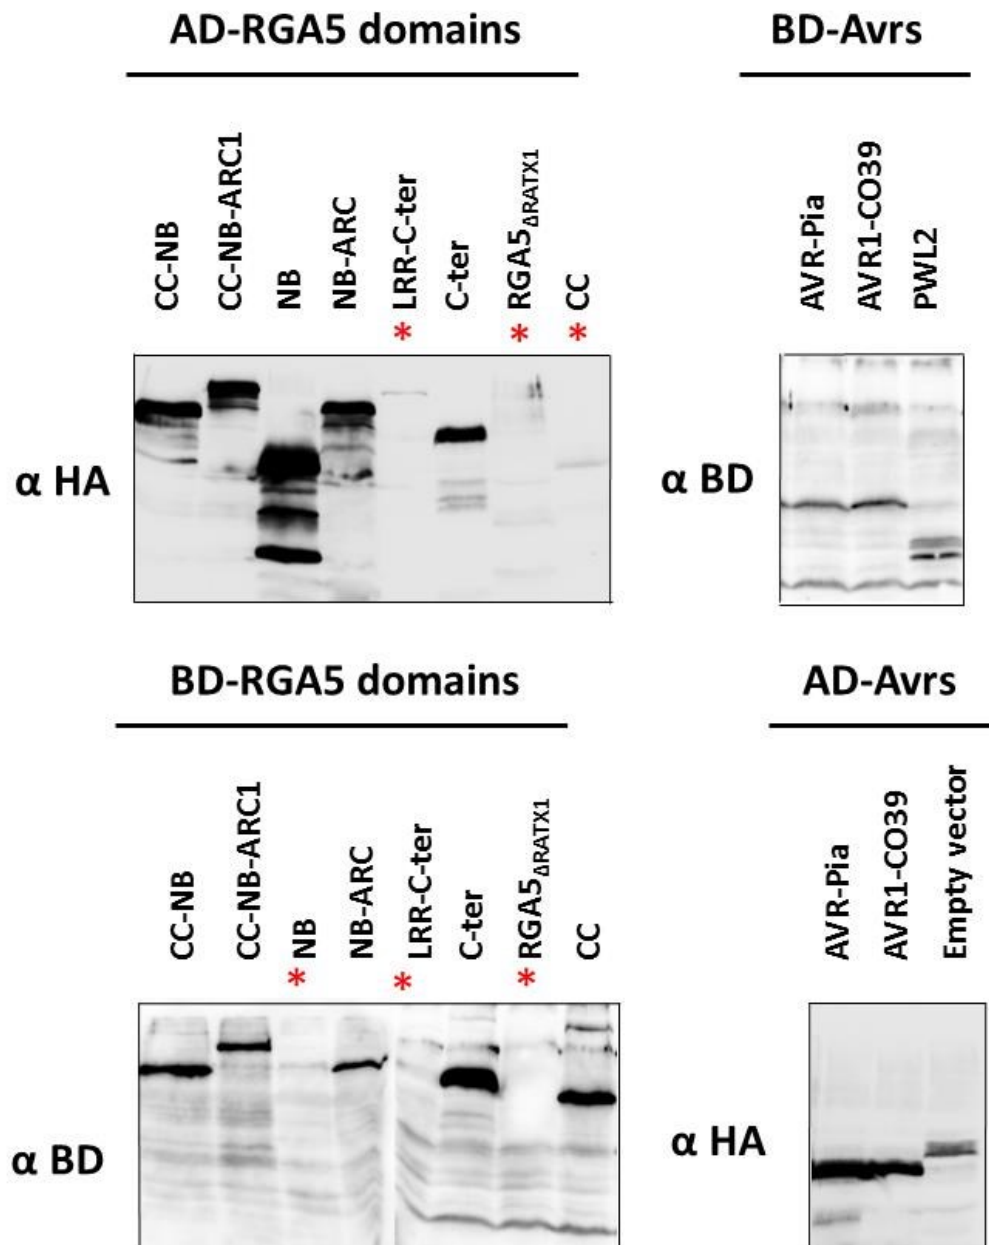 AD-RGA5 domains
BD-Avrs
CC-NB
CC-NB-ARC1
NB
NB-ARC
* LRR-C-ter
C-ter
* RGA5ΔRATX1
* CC
AVR-Pia
AVR1-CO39
PWL2
α HA
α BD
BD-RGA5 domains
AD-Avrs
CC-NB
CC-NB-ARC1
* NB
NB-ARC
* LRR-C-ter
C-ter
* RGA5ΔRATX1
CC
AVR-Pia
AVR1-CO39
Empty vector
α BD
α HA